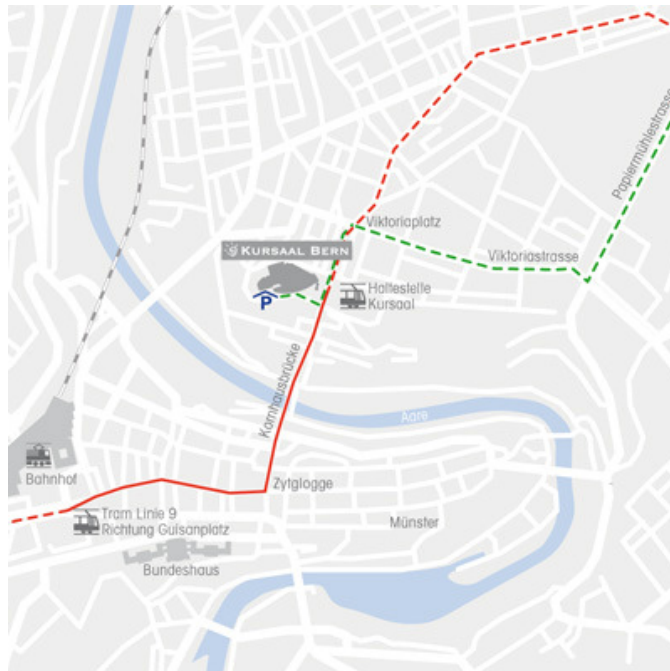 Papiermühlestrasse
Viktoriaplatz
KURSAAL BERN
Viktoriastrasse
P
Haltestelle
Kursaal
Kornhausbrücke
Aare
Bahnhof
Zytglogge
Tram Linie 9
Richtung Guisanplatz
Münster
Bundeshaus